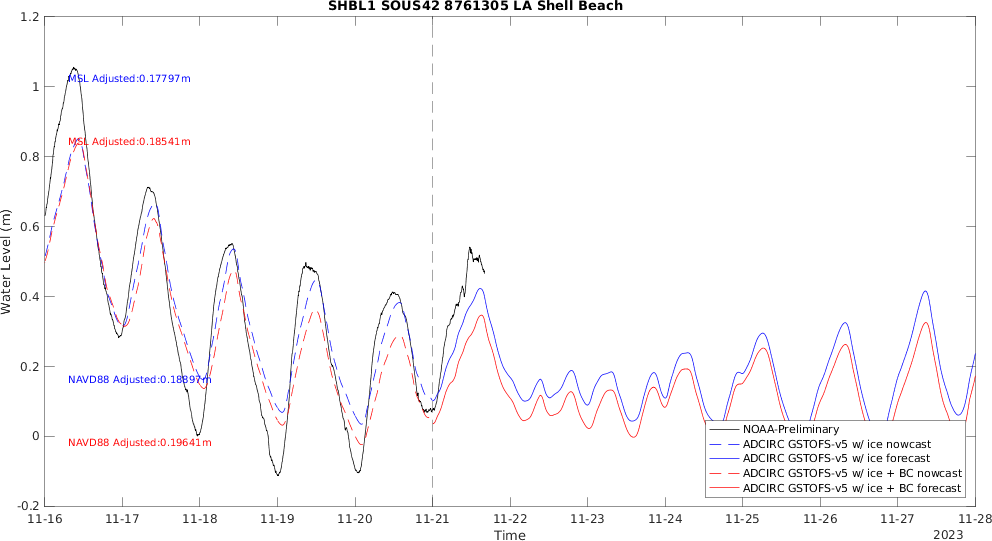 SHBL1 SOUS42 8761305 LA Shell Beach
Water Level (m)
1.2
1
0.8
0.6
0.4
0.2
0
-0.2
MSL Adjusted:0.17797m
MSL Adjusted:0.18541m
NAVD88 Adjusted:0.18897m
NAVD88 Adjusted:0.19641m
NOAA-Preliminary
ADCIRC GSTOFS-v5 w/ ice nowcast
ADCIRC GSTOFS-v5 w/ ice forecast
ADCIRC GSTOFS-v5 w/ ice + BC nowcast
ADCIRC GSTOFS-v5 w/ ice + BC forecast
11-16 11-17 11-18 11-19 11-20 11-21 11-22 11-23 11-24 11-25 11-26 11-27 11-28
Time
2023